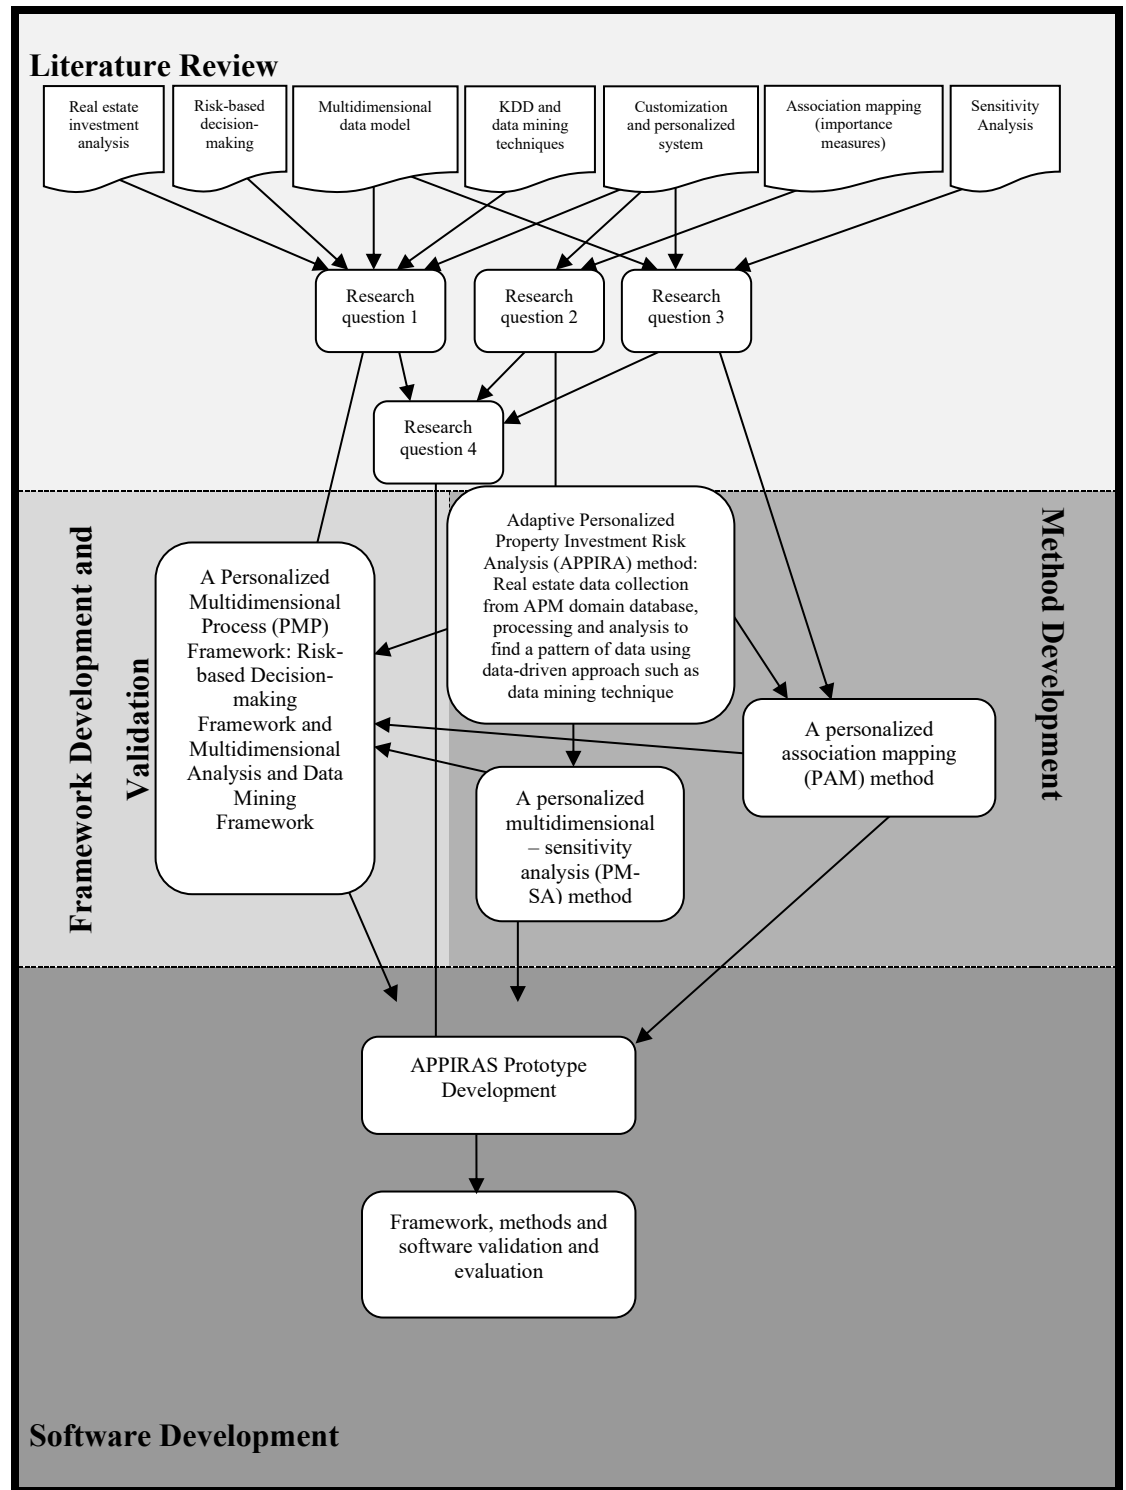 Literature Review
Real estate
investment
analysis
Risk-based
decision-
making
Multidimensional
data model
KDD and
data mining
techniques
Customization
and personalized
system
Association mapping
(importance
measures)
Sensitivity
Analysis
Research
question 1
Research
question 2
Research
question 3
Research
question 4
Framework Development and
Validation
A Personalized
Multidimensional
Process (PMP)
Framework: Risk-
based Decision-
making
Framework and
Multidimensional
Analysis and Data
Mining
Framework
Adaptive Personalized
Property Investment Risk
Analysis (APPIRA) method:
Real estate data collection
from APM domain database,
processing and analysis to
find a pattern of data using
data-driven approach such as
data mining technique
Method Development
A personalized
association mapping
(PAM) method
A personalized
multidimensional
– sensitivity
analysis (PM-
SA) method
APPIRAS Prototype
Development
Framework, methods and
software validation and
evaluation
Software Development